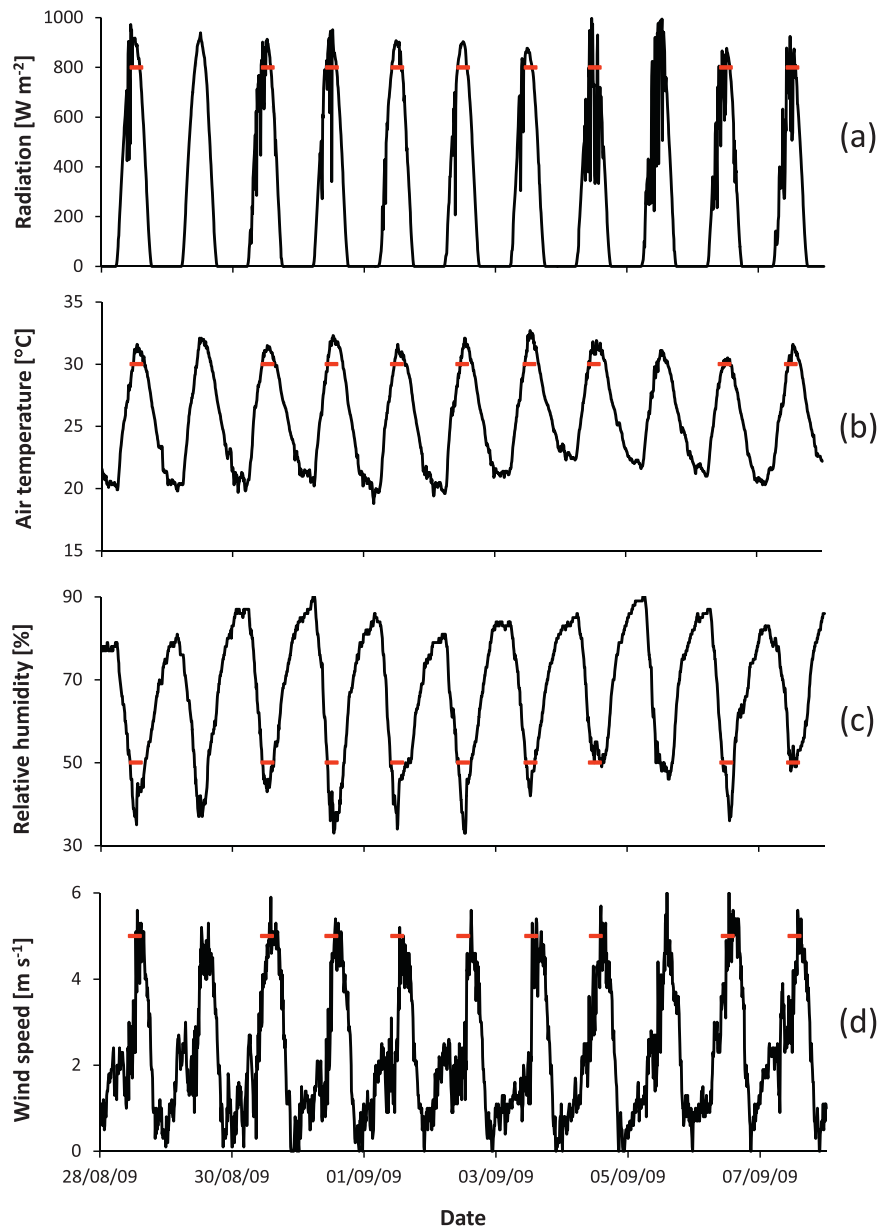 1000
800
600
400
200
0
Radiation [W m-2]
(a)
35
30
25
20
15
Air temperature [°C]
(b)
90
70
50
30
Relative humidity [%]
(c)
6
4
2
0
Wind speed [m s-1]
(d)
28/08/09 30/08/09 01/09/09 03/09/09 05/09/09 07/09/09
Date